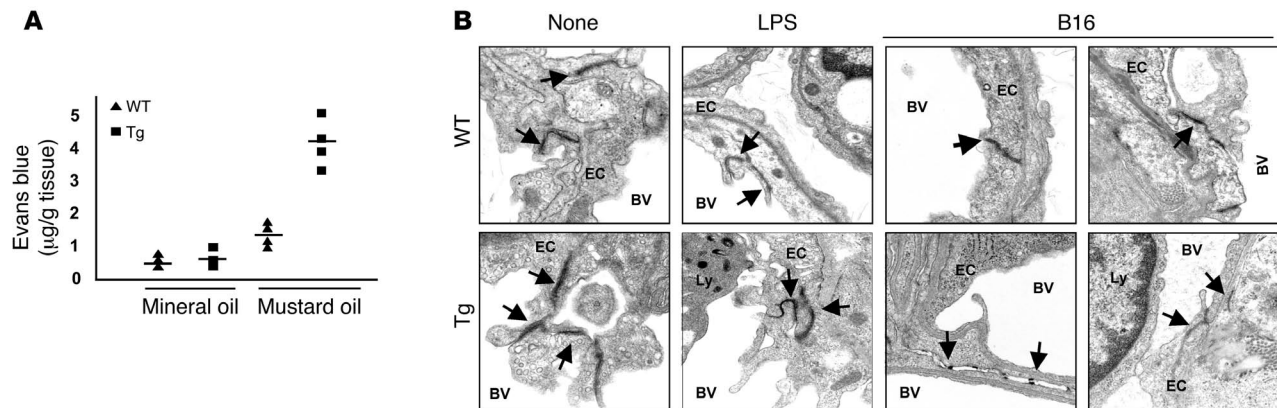 A
Evans blue
(µg/g tissue)
5
4
3
2
1
0
WT
Tg
Mineral oil
Mustard oil
B
None
LPS
B16
WT
EC
BV
EC
BV
BV
EC
EC
BV
Tg
EC
BV
Ly
EC
BV
EC
BV
BV
Ly
BV
EC